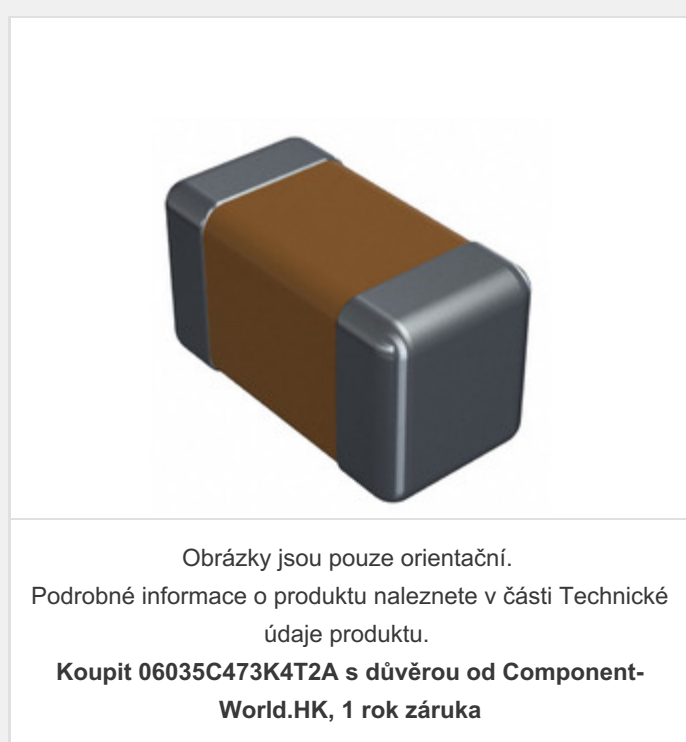 Obrázky jsou pouze orientační.
Podrobné informace o produktu naleznete v části Technické
údaje produktu.
Koupit 06035C473K4T2A s důvěrou od Component-
World.HK, 1 rok záruka